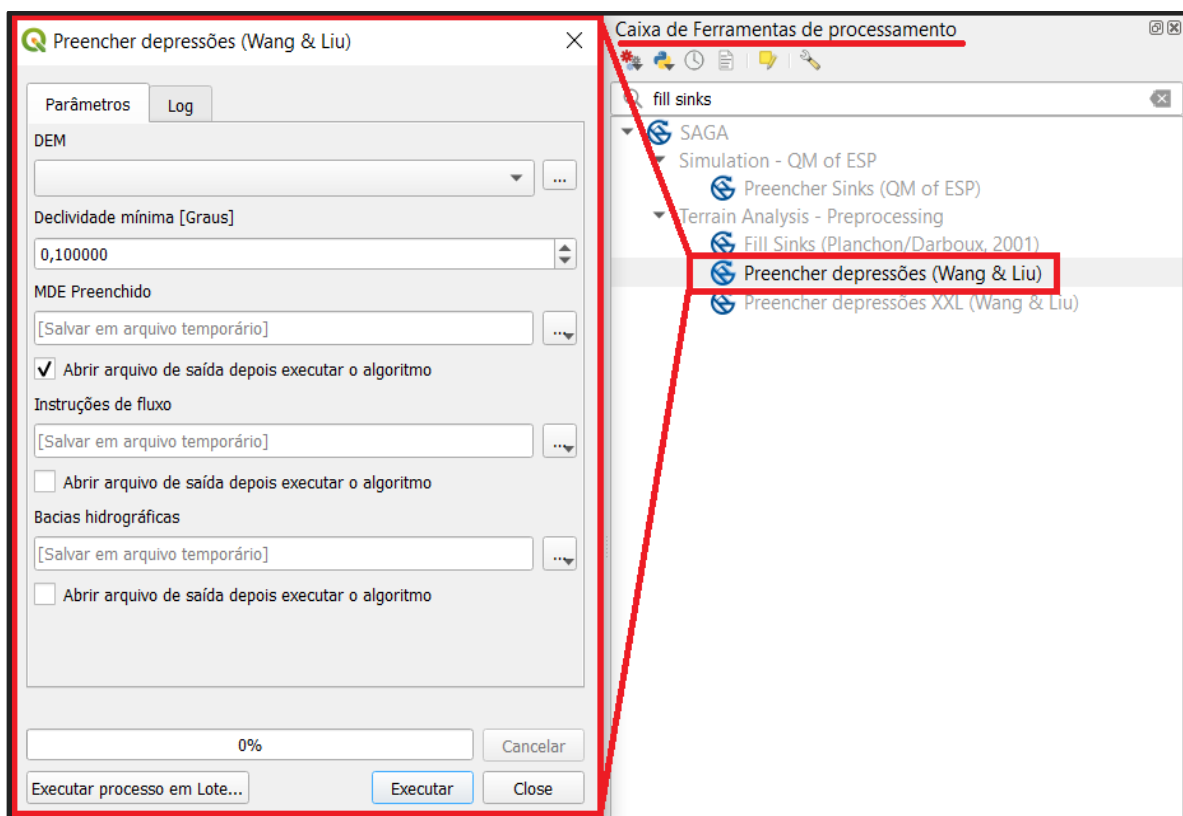 Preencher depressões (Wang & Liu)
Parâmetros
Log
DEM
...
Declividade mínima [Graus]
0,100000
MDE Preenchido
[Salvar em arquivo temporário]
...
Abrir arquivo de saída depois executar o algoritmo
Instruções de fluxo
[Salvar em arquivo temporário]
...
Abrir arquivo de saída depois executar o algoritmo
Bacias hidrográficas
[Salvar em arquivo temporário]
...
Abrir arquivo de saída depois executar o algoritmo
0%
Cancelar
Executar processo em Lote...
Executar
Close
Caixa de Ferramentas de processamento
fill sinks
SAGA
Simulation - QM of ESP
Preencher Sinks (QM of ESP)
Terrain Analysis - Preprocessing
Fill Sinks (Planchon/Darboux, 2001)
Preencher depressões (Wang & Liu)
Preencher depressões XXL (Wang & Liu)